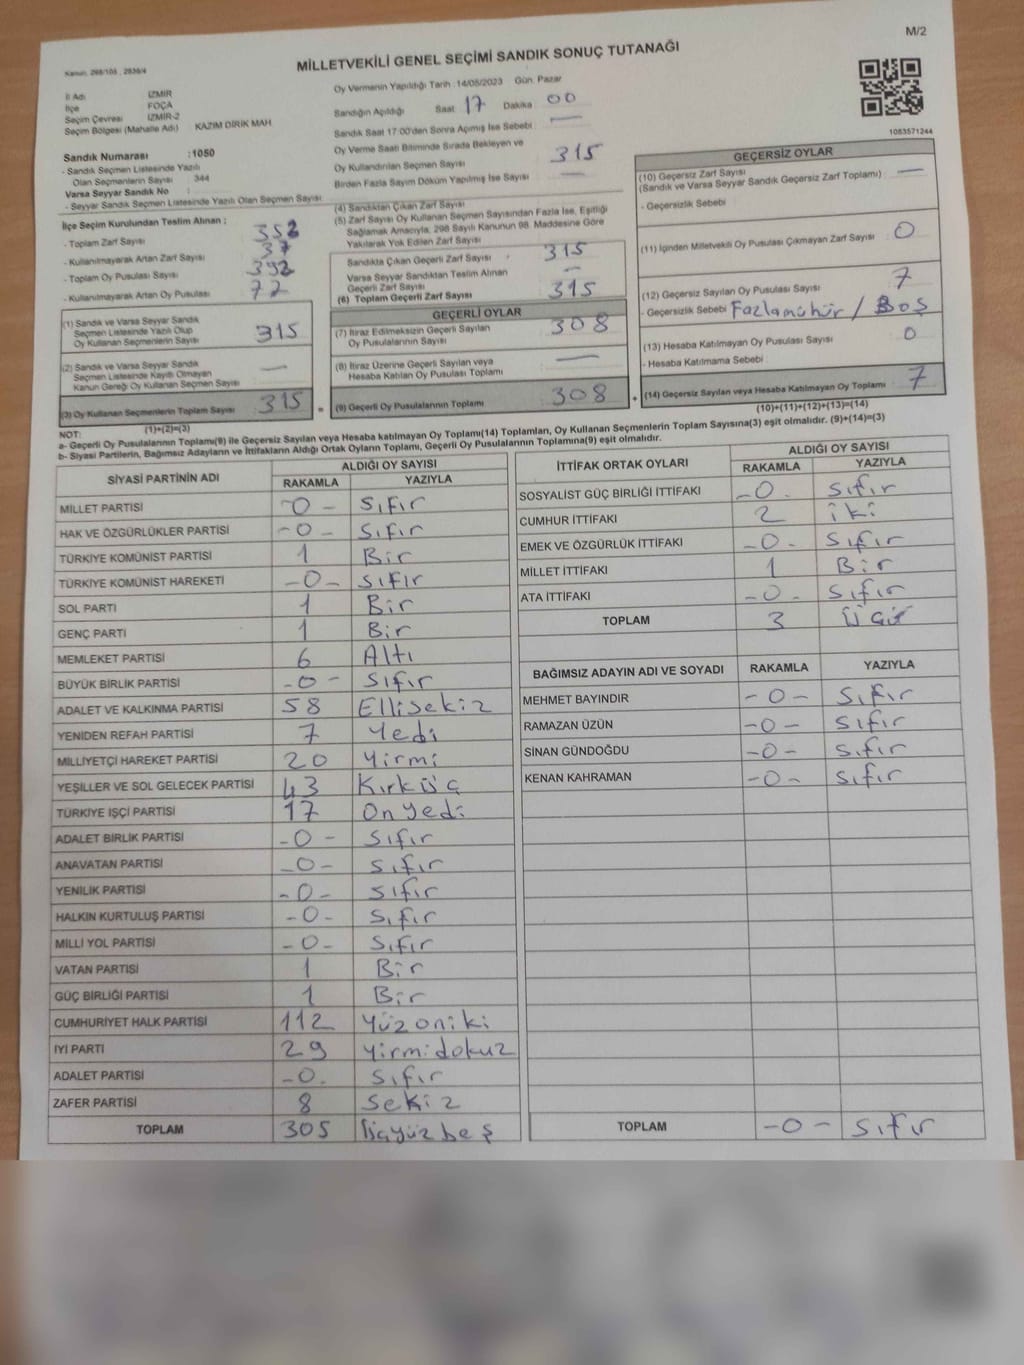 M/2
Kanun: 298/105, 2839/4
MİLLETVEKİLİ GENEL SEÇİMİ SANDIK SONUÇ TUTANAĞI
İl Adı İZMİR
İlçe FOÇA
Seçim Çevresi İZMİR-2
Seçim Bölgesi (Mahalle Adı) KAZIM DİRİK MAH
Sandık Numarası : 1050
- Sandık Seçmen Listesinde Yazılı
Olan Seçmenlerin Sayısı : 344
Varsa Seyyar Sandık No :
- Seyyar Sandık Seçmen Listesinde Yazılı Olan Seçmen Sayısı:
Oy Vermenin Yapıldığı Tarih :14/05/2023 Gün: Pazar
Sandığın Açıldığı Saat 17 Dakika 00
Sandık Saat 17:00'den Sonra Açımış İse Sebebi : —
Oy Verme Saati Bitiminde Sırada Bekleyen ve
Oy Kullandırılan Seçmen Sayısı 315
Birden Fazla Sayım Döküm Yapılmış İse Sayısı —
1083571244
İlçe Seçim Kurulundan Teslim Alınan :
- Toplam Zarf Sayısı 352
- Kullanılmayarak Artan Zarf Sayısı 37
- Toplam Oy Pusulası Sayısı 392
- Kullanılmayarak Artan Oy Pusulası 77
(1) Sandık ve Varsa Seyyar Sandık
Seçmen Listesinde Yazılı Olup
Oy Kullanan Seçmenlerin Sayısı 315
(2) Sandık ve Varsa Seyyar Sandık
Seçmen Listesinde Kayıtlı Olmayan
Kanun Gereği Oy Kullanan Seçmen Sayısı —
(3) Oy Kullanan Seçmenlerin Toplam Sayısı 315
(1)+(2)=(3)
(4) Sandıktan Çıkan Zarf Sayısı
(5) Zarf Sayısı Oy Kullanan Seçmen Sayısından Fazla İse, Eşitliği
Sağlamak Amacıyla, 298 Sayılı Kanunun 98. Maddesine Göre
Yakılarak Yok Edilen Zarf Sayısı
Sandıkta Çıkan Geçerli Zarf Sayısı 315
Varsa Seyyar Sandıktan Teslim Alınan
Geçerli Zarf Sayısı —
(6) Toplam Geçerli Zarf Sayısı 315
GEÇERLİ OYLAR
(7) İtiraz Edilmeksizin Geçerli Sayılan
Oy Pusulasının Sayısı 308
(8) İtiraz Üzerine Geçerli Sayılan veya
Hesaba Katılan Oy Pusulası Toplamı —
= (9) Geçerli Oy Pusulalarının Toplamı 308
GEÇERSİZ OYLAR
(10) Geçersiz Zarf Sayısı
(Sandık ve Varsa Seyyar Sandık Geçersiz Zarf Toplamı) : —
- Geçersizlik Sebebi
(11) İçinden Milletvekili Oy Pusulası Çıkmayan Zarf Sayısı : 0
(12) Geçersiz Sayılan Oy Pusulası Sayısı : 7
- Geçersizlik Sebebi Fazlamühür / Boş
(13) Hesaba Katılmayan Oy Pusulası Sayısı : 0
- Hesaba Katılmama Sebebi
+ (14) Geçersiz Sayılan veya Hesaba Katılmayan Oy Toplamı 7
(10)+(11)+(12)+(13)=(14)
NOT:
a- Geçerli Oy Pusulalarının Toplamı(9) ile Geçersiz Sayılan veya Hesaba katılmayan Oy Toplamı(14) Toplamları, Oy Kullanan Seçmenlerin Toplam Sayısına(3) eşit olmalıdır. (9)+(14)=(3)
b- Siyasi Partilerin, Bağımsız Adayların ve İttifakların Aldığı Ortak Oyların Toplamı, Geçerli Oy Pusulalarının Toplamına(9) eşit olmalıdır.
SİYASİ PARTİNİN ADI ALDIĞI OY SAYISI
RAKAMLA YAZIYLA
MİLLET PARTİSİ -0- Sıfır
HAK VE ÖZGÜRLÜKLER PARTİSİ -0- Sıfır
TÜRKİYE KOMÜNİST PARTİSİ 1 Bir
TÜRKİYE KOMÜNİST HAREKETİ -0- Sıfır
SOL PARTİ 1 Bir
GENÇ PARTİ 1 Bir
MEMLEKET PARTİSİ 6 Altı
BÜYÜK BİRLİK PARTİSİ -0- Sıfır
ADALET VE KALKINMA PARTİSİ 58 Ellisekiz
YENİDEN REFAH PARTİSİ 7 Yedi
MİLLİYETÇİ HAREKET PARTİSİ 20 Yirmi
YEŞİLLER VE SOL GELECEK PARTİSİ 43 Kırküç
TÜRKİYE İŞÇİ PARTİSİ 17 Onyedi
ADALET BİRLİK PARTİSİ -0- Sıfır
ANAVATAN PARTİSİ -0- Sıfır
YENİLİK PARTİSİ -0- Sıfır
HALKIN KURTULUŞ PARTİSİ -0- Sıfır
MİLLİ YOL PARTİSİ -0- Sıfır
VATAN PARTİSİ 1 Bir
GÜÇ BİRLİĞİ PARTİSİ 1 Bir
CUMHURİYET HALK PARTİSİ 112 Yüzoniki
İYİ PARTİ 29 Yirmidokuz
ADALET PARTİSİ -0- Sıfır
ZAFER PARTİSİ 8 Sekiz
TOPLAM 305 Üçyüzbeş
İTTİFAK ORTAK OYLARI ALDIĞI OY SAYISI
RAKAMLA YAZIYLA
SOSYALİST GÜÇ BİRLİĞİ İTTİFAKI -0- Sıfır
CUMHUR İTTİFAKI 2 iki
EMEK VE ÖZGÜRLÜK İTTİFAKI -0- Sıfır
MİLLET İTTİFAKI 1 Bir
ATA İTTİFAKI -0- Sıfır
TOPLAM 3
BAĞIMSIZ ADAYIN ADI VE SOYADI RAKAMLA YAZIYLA
MEHMET BAYINDIR -0- Sıfır
RAMAZAN ÜZÜN -0- Sıfır
SİNAN GÜNDOĞDU -0- Sıfır
KENAN KAHRAMAN -0- Sıfır
TOPLAM -0- Sıfır